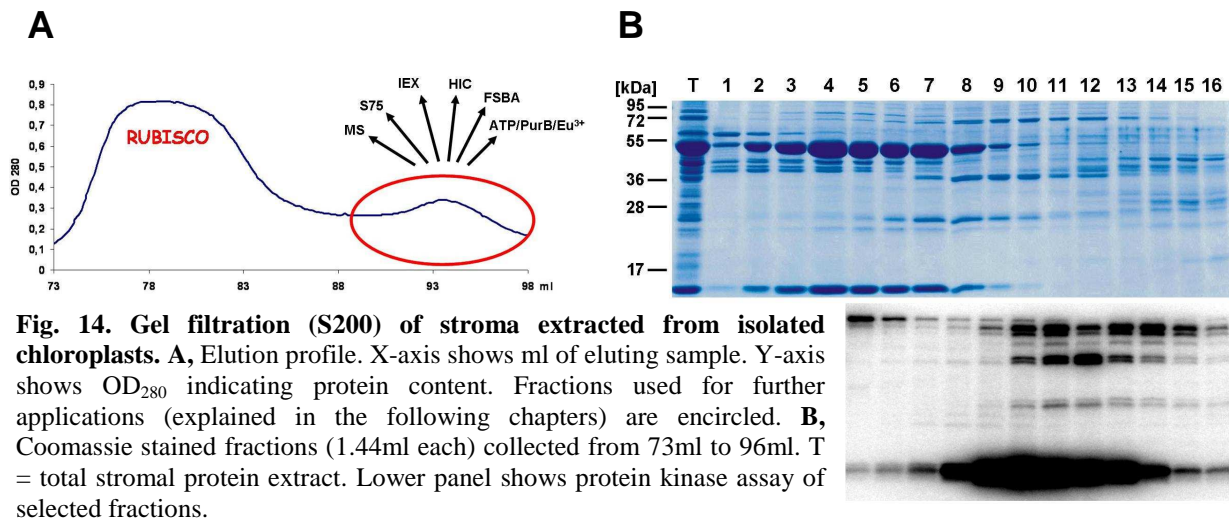 A
0,9
0,8
0,7
0,6
0,5
0,4
0,3
0,2
0,1
0
OD 280
RUBISCO
MS
S75
IEX
HIC
FSBA
ATP/PurB/Eu³⁺
73 78 83 88 93 98 ml
B
[kDa] T 1 2 3 4 5 6 7 8 9 10 11 12 13 14 15 16
95
72
55
36
28
17
Fig. 14. Gel filtration (S200) of stroma extracted from isolated
chloroplasts. A, Elution profile. X-axis shows ml of eluting sample. Y-axis
shows OD₂₈₀ indicating protein content. Fractions used for further
applications (explained in the following chapters) are encircled. B,
Coomassie stained fractions (1.44ml each) collected from 73ml to 96ml. T
= total stromal protein extract. Lower panel shows protein kinase assay of
selected fractions.